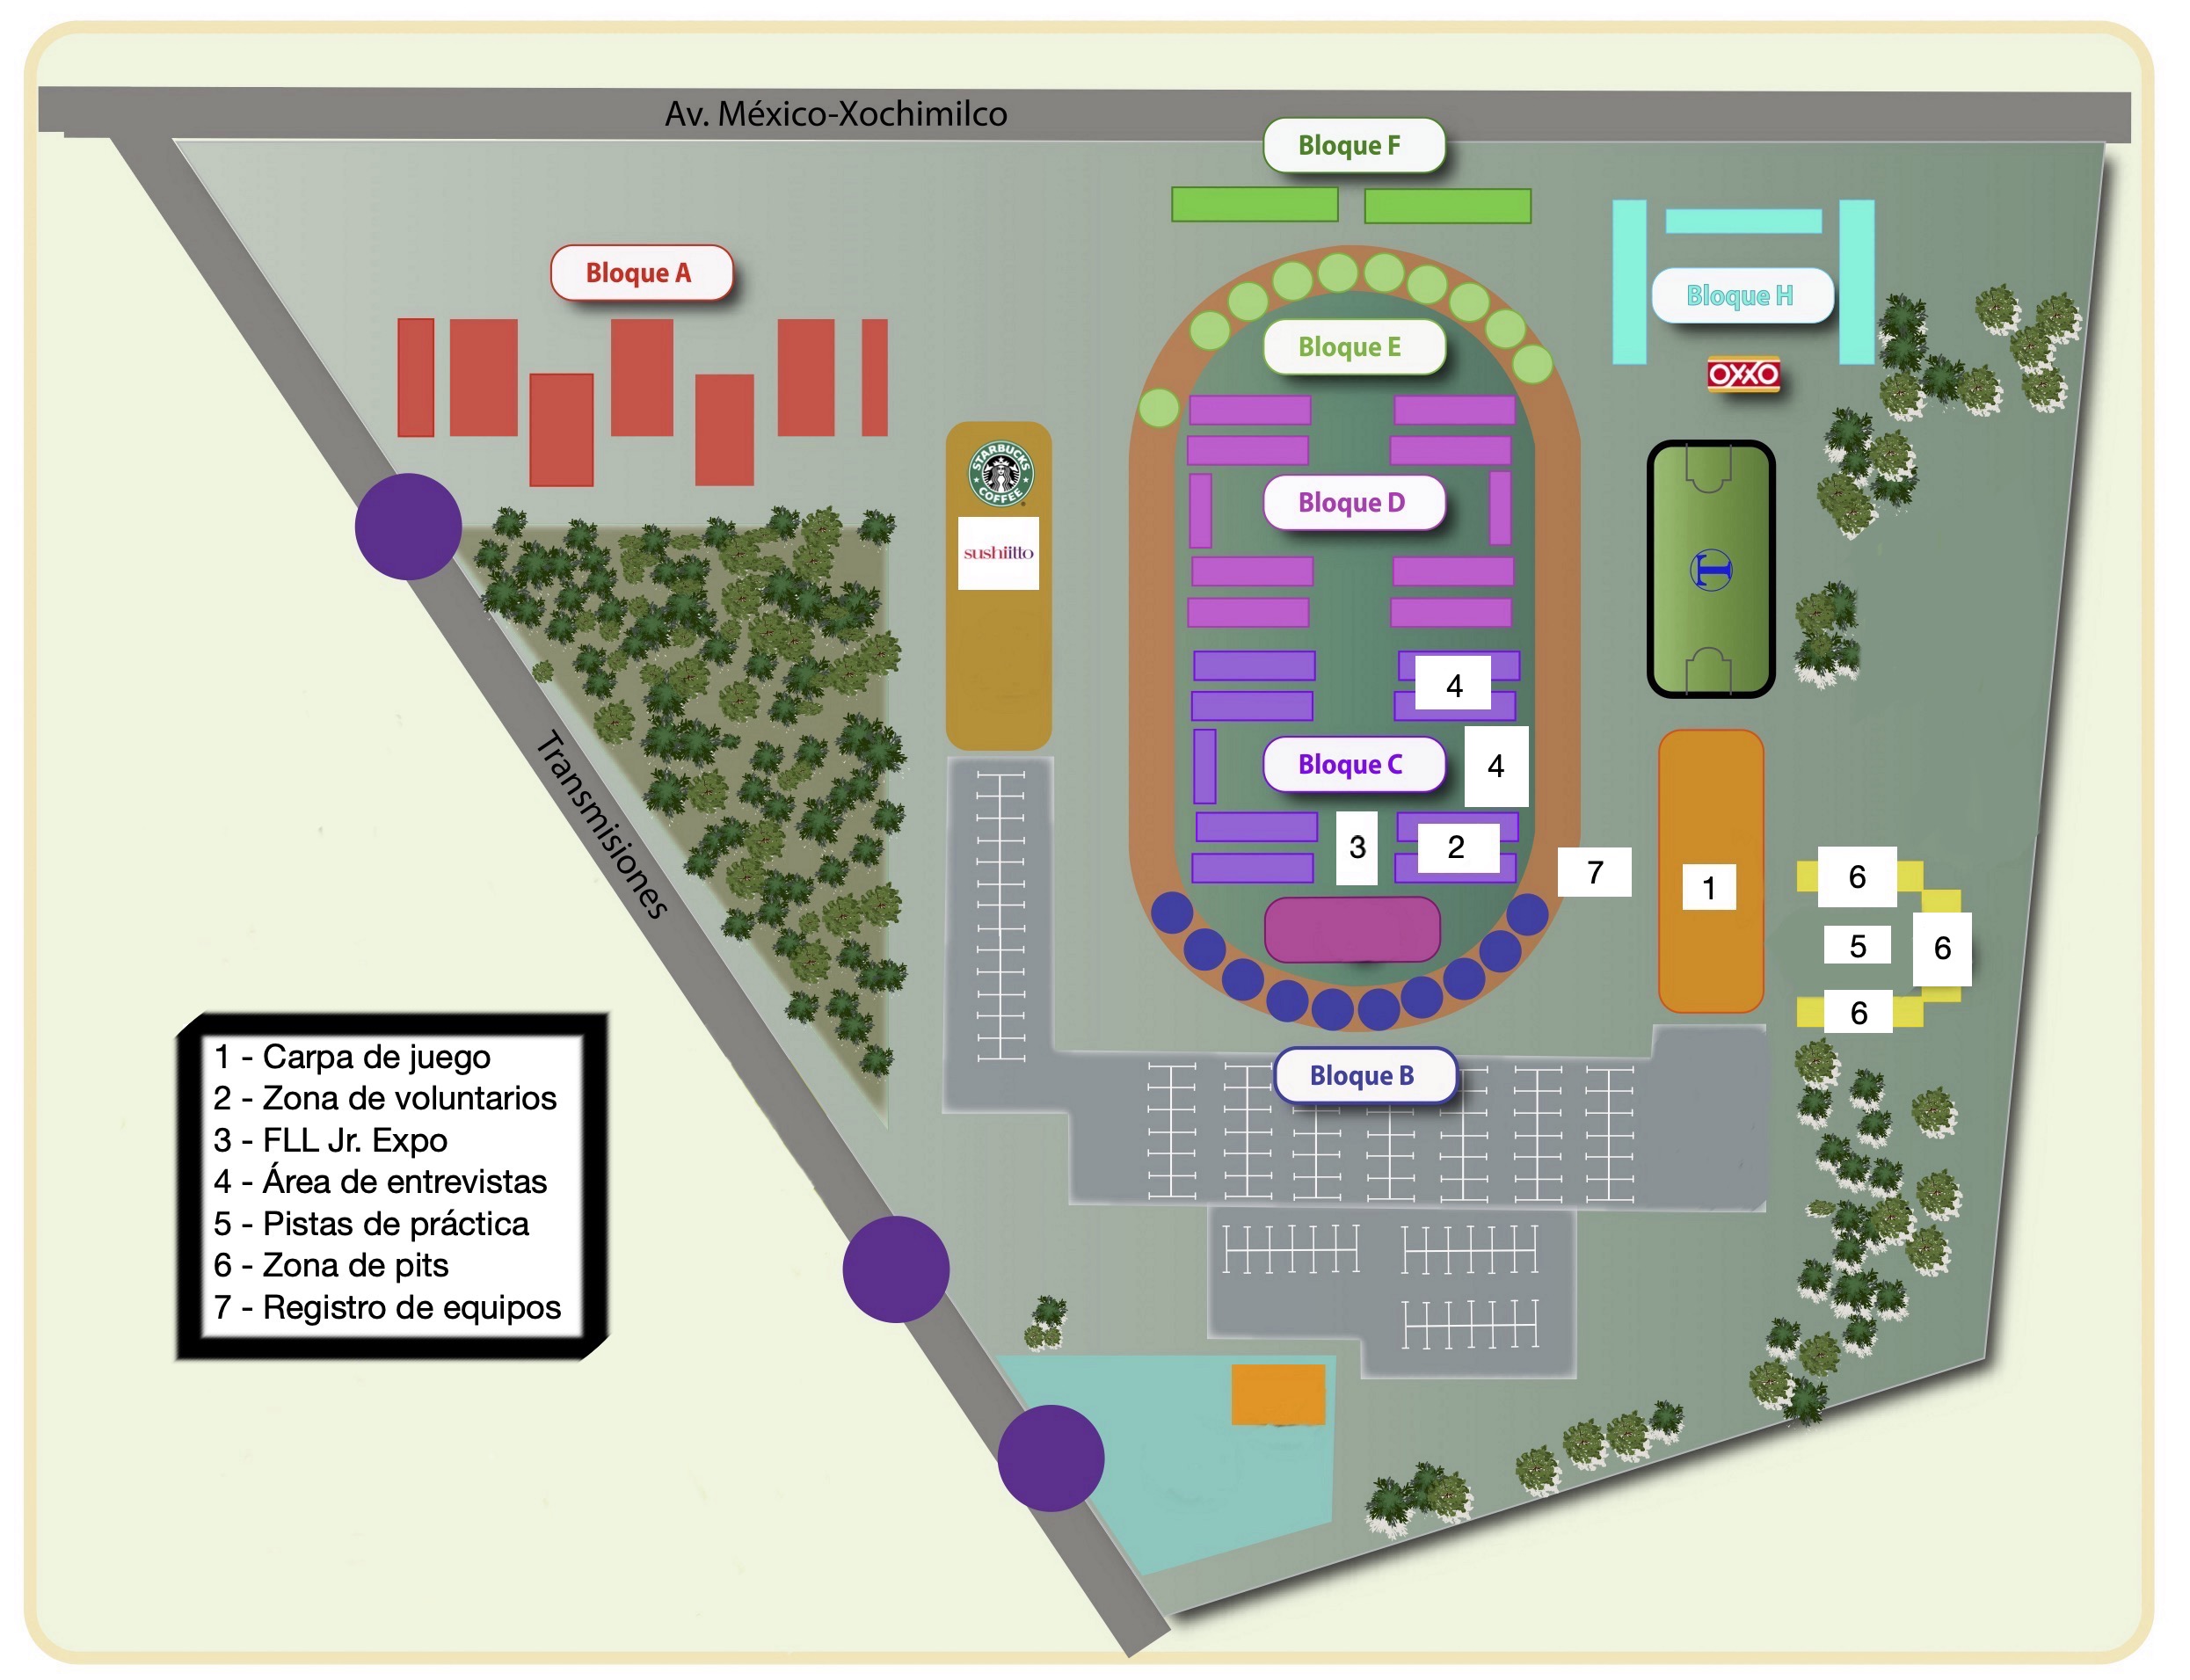 Av. México-Xochimilco
Bloque F
Bloque A
Bloque H
Bloque E
OXXO
STARBUCKS
COFFEE
Bloque D
sushiitto
T
4
Bloque C
4
3
2
7
1
6
5
6
6
Transmisiones
Bloque B
1 - Carpa de juego
2 - Zona de voluntarios
3 - FLL Jr. Expo
4 - Área de entrevistas
5 - Pistas de práctica
6 - Zona de pits
7 - Registro de equipos